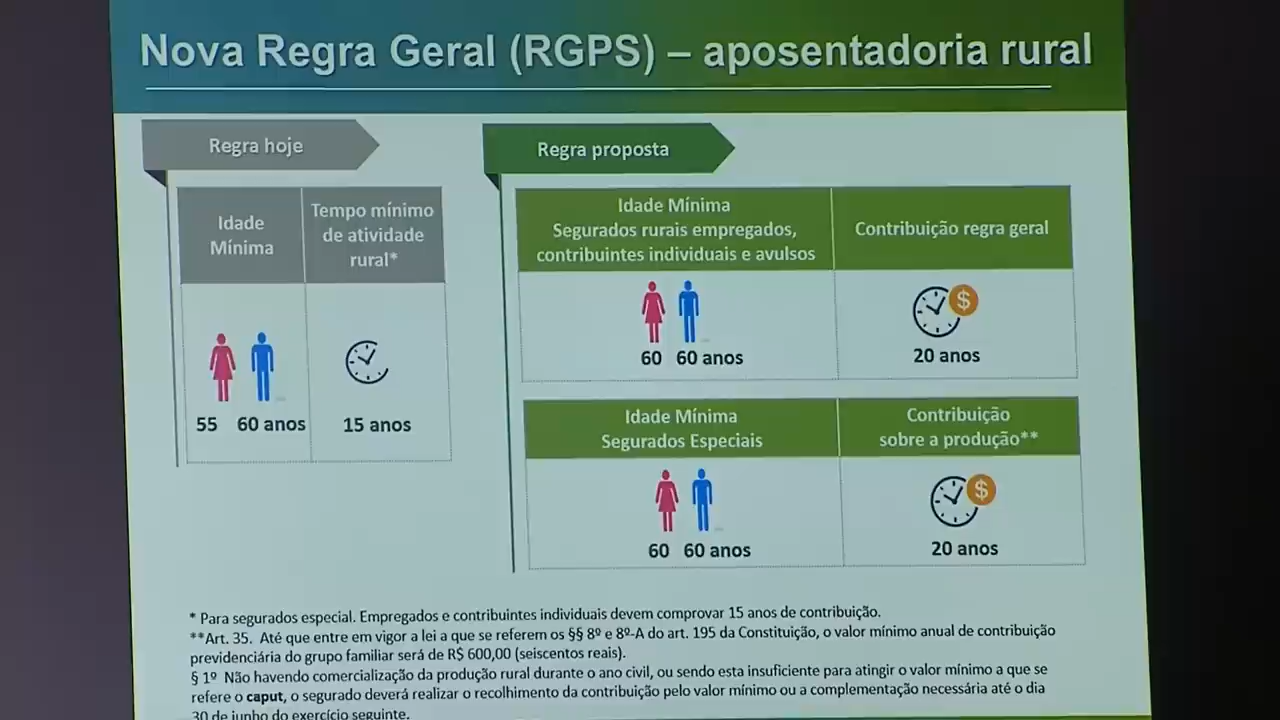 Nova Regra Geral (RGPS) – aposentadoria rural
Regra hoje
Idade
Mínima
Tempo mínimo
de atividade
rural*
55 60 anos
15 anos
Regra proposta
Idade Mínima
Segurados rurais empregados,
contribuintes individuais e avulsos
Contribuição regra geral
$
60 60 anos
20 anos
Idade Mínima
Segurados Especiais
Contribuição
sobre a produção**
$
60 60 anos
20 anos
* Para segurados especial. Empregados e contribuintes individuais devem comprovar 15 anos de contribuição.
**Art. 35. Até que entre em vigor a lei a que se referem os §§ 8º e 8º-A do art. 195 da Constituição, o valor mínimo anual de contribuição
previdenciária do grupo familiar será de R$ 600,00 (seiscentos reais).
§ 1º Não havendo comercialização da produção rural durante o ano civil, ou sendo esta insuficiente para atingir o valor mínimo a que se
refere o caput, o segurado deverá realizar o recolhimento da contribuição pelo valor mínimo ou a complementação necessária até o dia
30 de junho do exercício seguinte.